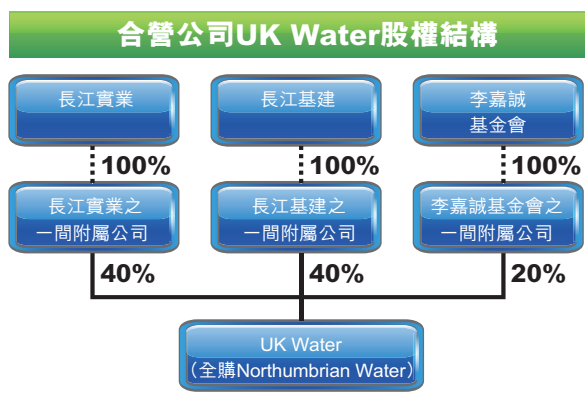 合營公司UK Water股權結構
長江實業
長江基建
李嘉誠
基金會
100%
100%
100%
長江實業之
一間附屬公司
長江基建之
一間附屬公司
李嘉誠基金會之
一間附屬公司
40%
40%
20%
UK Water
(全購Northumbrian Water)